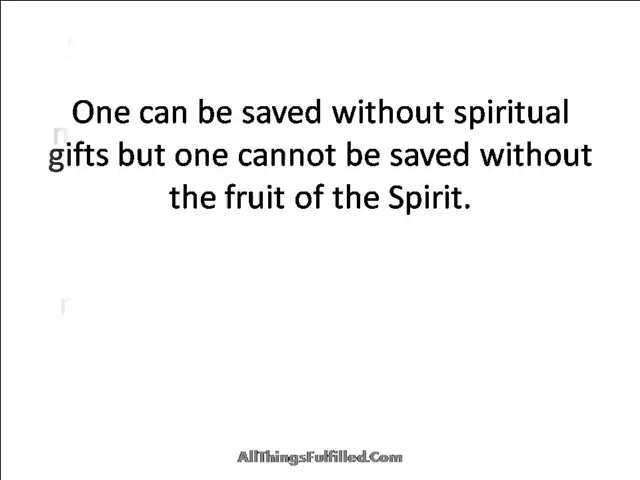 One can be saved without spiritual
gifts but one cannot be saved without
the fruit of the Spirit.
AllThingsFulfilled.Com